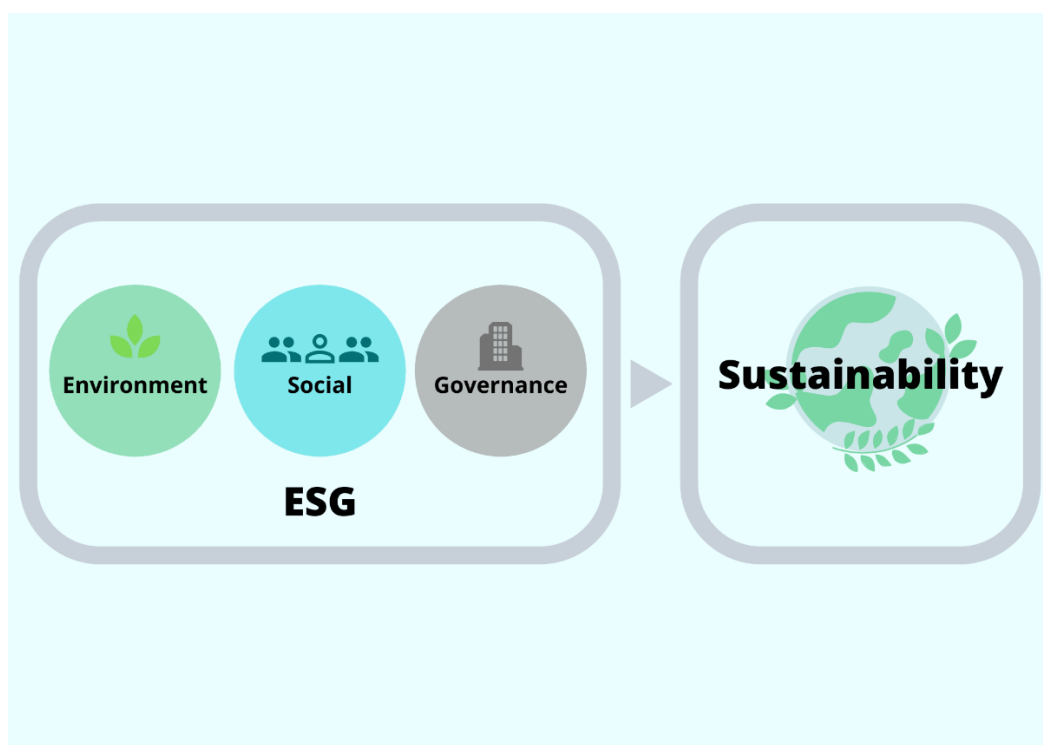 Environment
Social
Governance
ESG
Sustainability